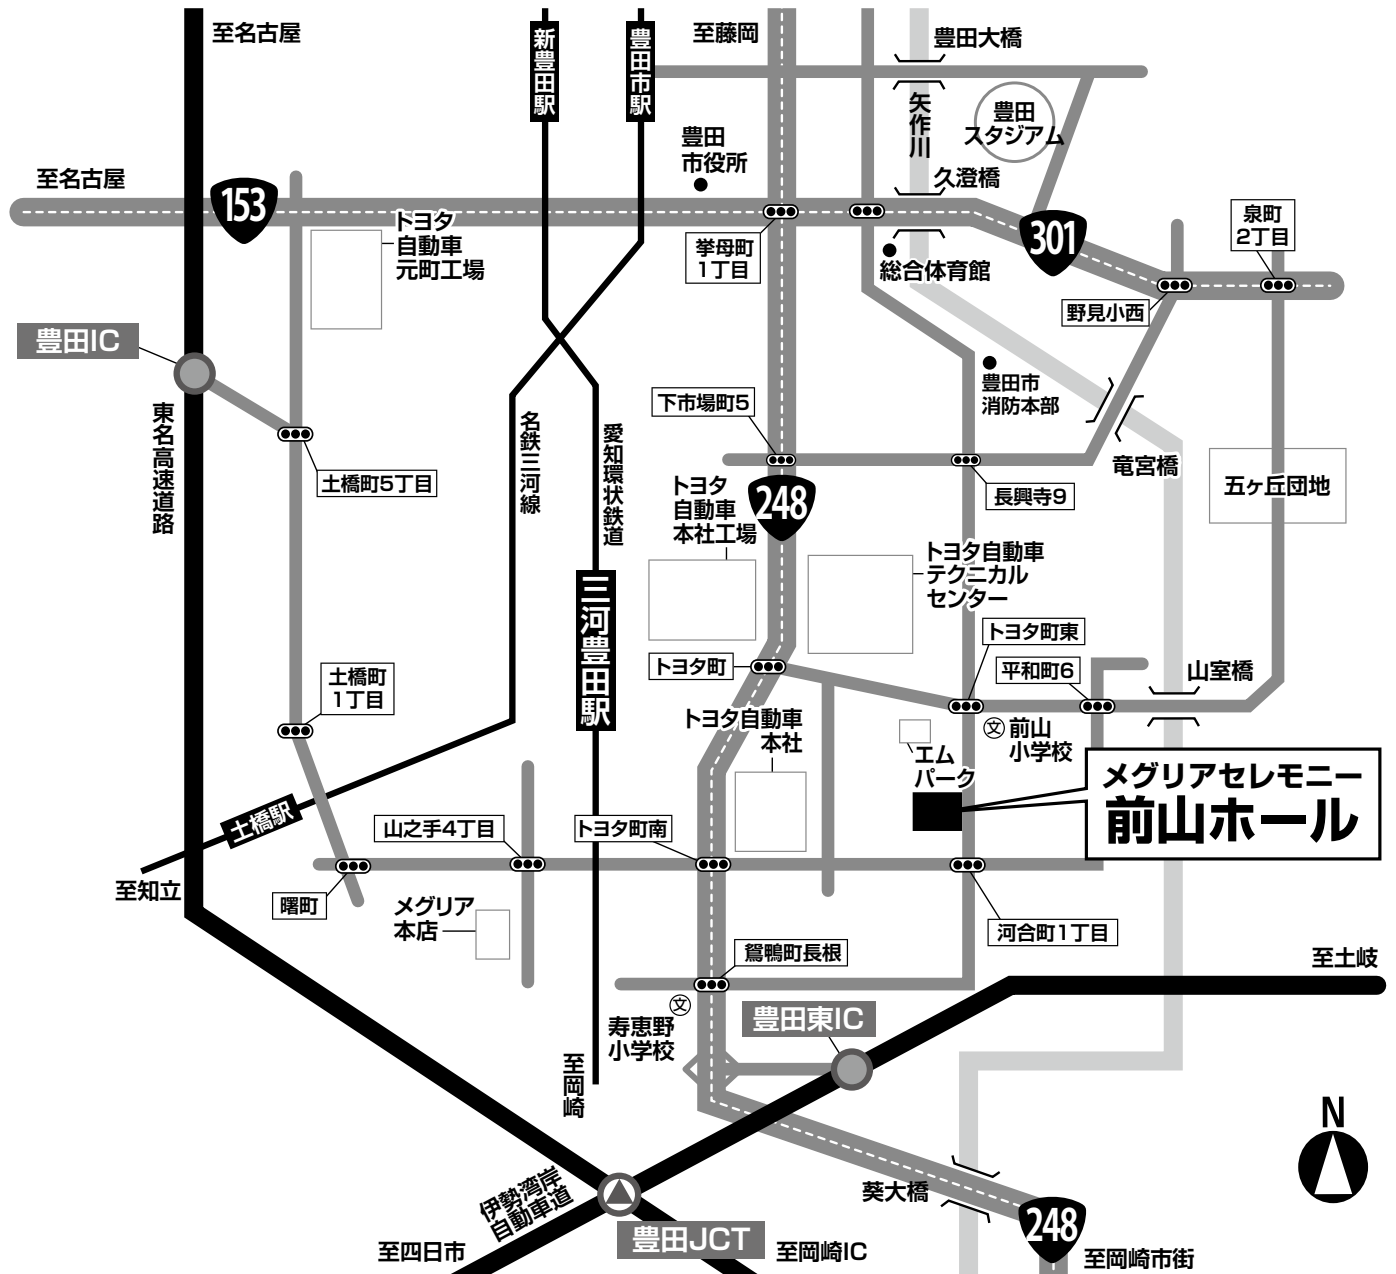 至名古屋
新豊田駅
豊田市駅
至藤岡
豊田大橋
矢作川
豊田
スタジアム
豊田
市役所
至名古屋
153
久澄橋
泉町
2丁目
トヨタ
自動車
元町工場
挙母町
1丁目
総合体育館
301
野見小西
豊田IC
東名高速道路
豊田市
消防本部
下市場町5
名鉄三河線
愛知環状鉄道
竜宮橋
土橋町5丁目
トヨタ
自動車
本社工場
248
長興寺9
五ヶ丘団地
トヨタ自動車
テクニカル
センター
三河豊田駅
トヨタ町東
トヨタ町
平和町6
山室橋
土橋町
1丁目
トヨタ自動車
本社
文
前山
小学校
エム
パーク
メグリアセレモニー
前山ホール
土橋駅
山之手4丁目
トヨタ町南
至知立
曙町
メグリア
本店
河合町1丁目
鴛鴨町長根
至土岐
文
寿恵野
小学校
豊田東IC
至岡崎
N
伊勢湾岸
自動車道
葵大橋
248
豊田JCT
至四日市
至岡崎IC
至岡崎市街